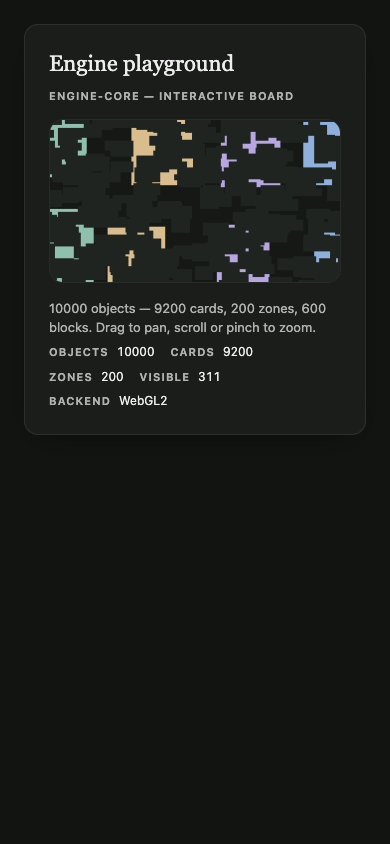 Engine playground
ENGINE-CORE — INTERACTIVE BOARD
10000 objects — 9200 cards, 200 zones, 600
blocks. Drag to pan, scroll or pinch to zoom.
OBJECTS 10000 CARDS 9200
ZONES 200 VISIBLE 311
BACKEND WebGL2